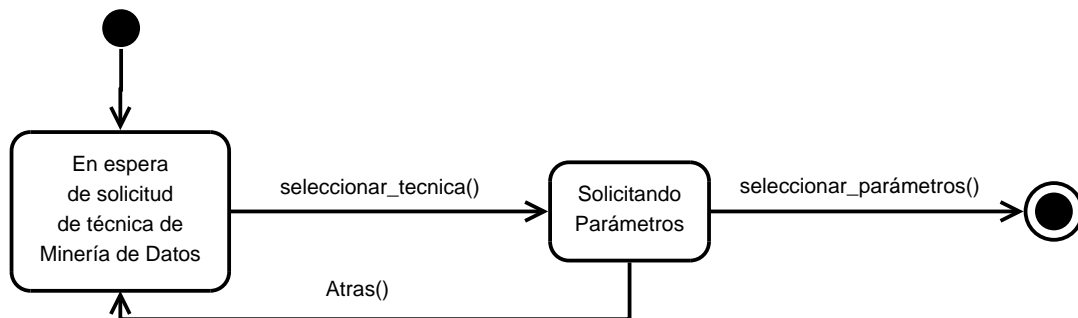 En espera
de solicitud
de técnica de
Minería de Datos
seleccionar_tecnica()
Solicitando
Parámetros
seleccionar_parámetros()
Atras()